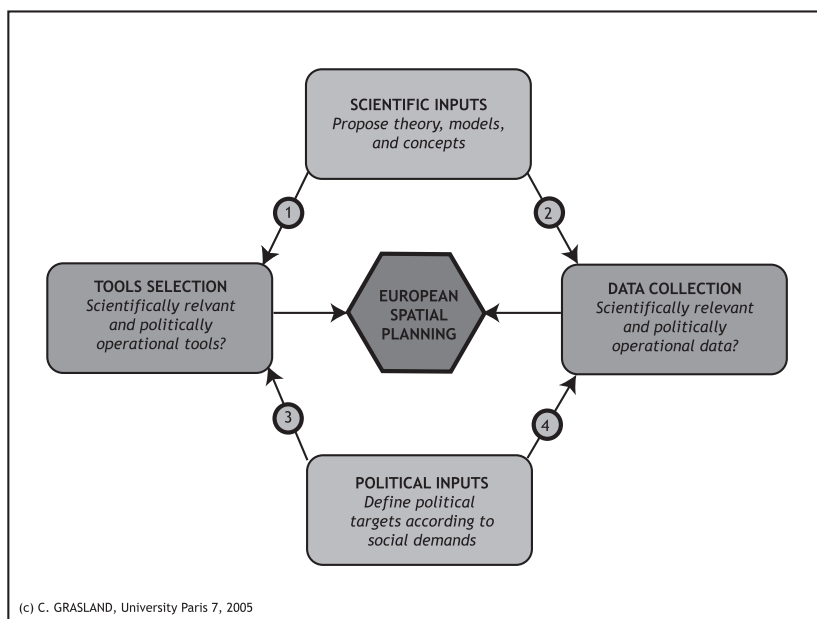 SCIENTIFIC INPUTS
Propose theory, models,
and concepts
1
2
TOOLS SELECTION
Scientifically relvant
and politically
operational tools?
EUROPEAN
SPATIAL
PLANNING
DATA COLLECTION
Scientifically relevant
and politically
operational data?
3
4
POLITICAL INPUTS
Define political
targets according to
social demands
(c) C. GRASLAND, University Paris 7, 2005